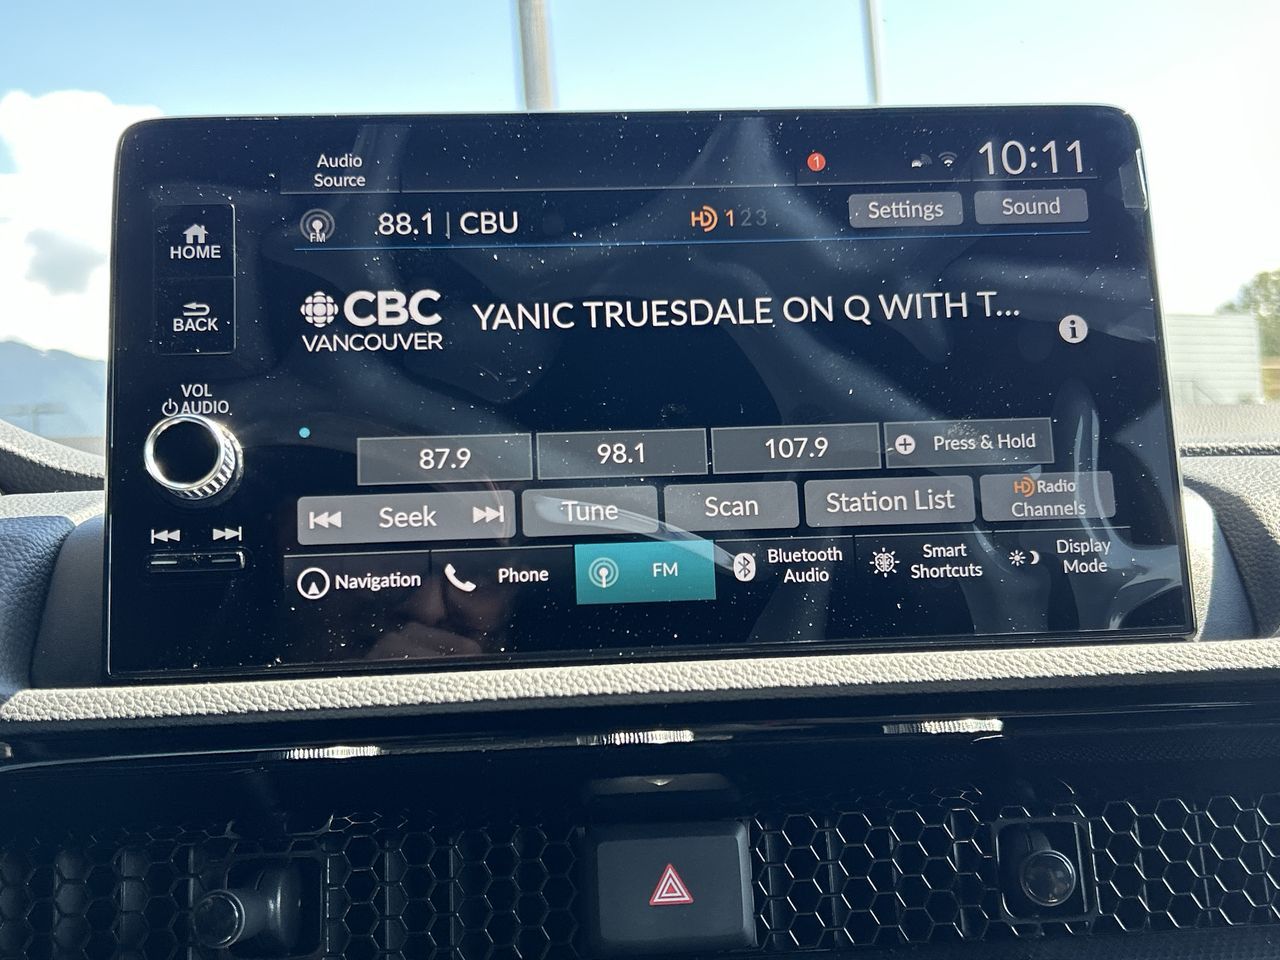 Audio
Source
1
10:11
FM
88.1 | CBU
HD 1 2 3
Settings
Sound
HOME
BACK
CBC
VANCOUVER
YANIC TRUESDALE ON Q WITH T...
i
VOL
AUDIO
87.9
98.1
107.9
Press & Hold
Seek
Tune
Scan
Station List
HD Radio
Channels
Navigation
Phone
FM
Bluetooth
Audio
Smart
Shortcuts
Display
Mode